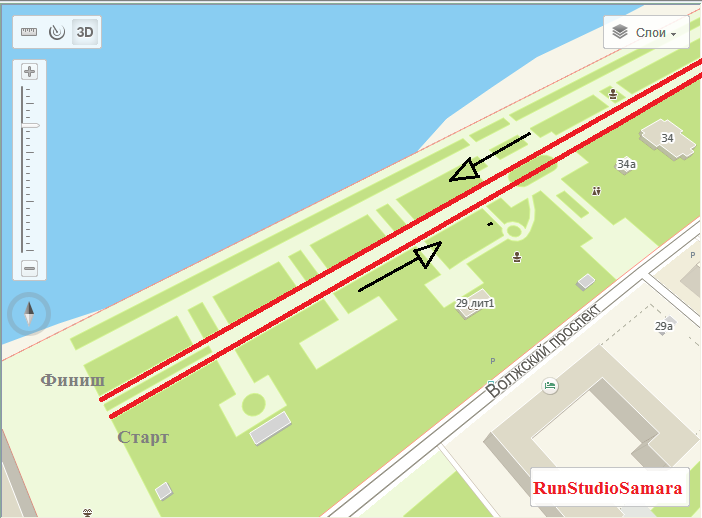 3D
Слои
34
34а
29,лит1
Р
29а
Р
Волжский проспект
Финиш
Старт
RunStudioSamara